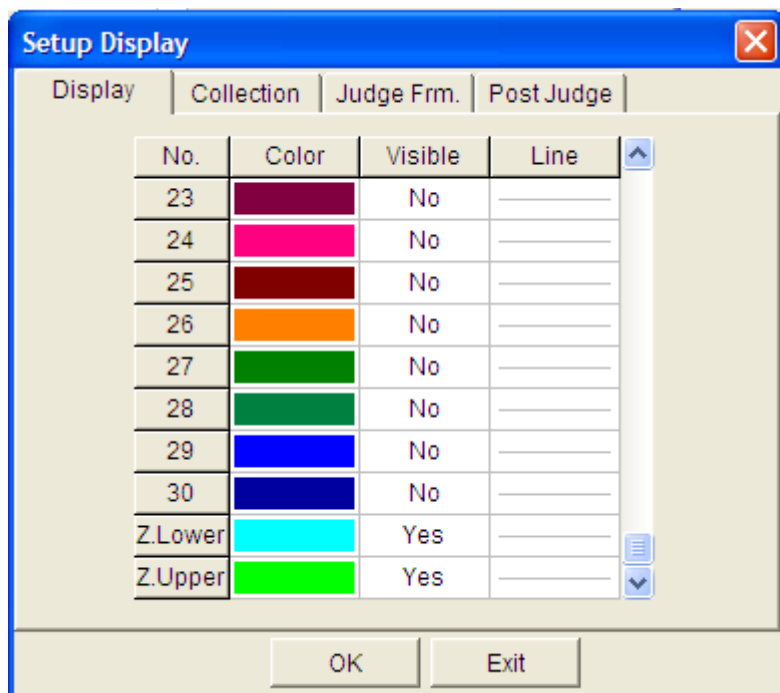 Setup Display
Display Collection Judge Frm. Post Judge
No. Color Visible Line
23 No
24 No
25 No
26 No
27 No
28 No
29 No
30 No
Z.Lower Yes
Z.Upper Yes
OK Exit